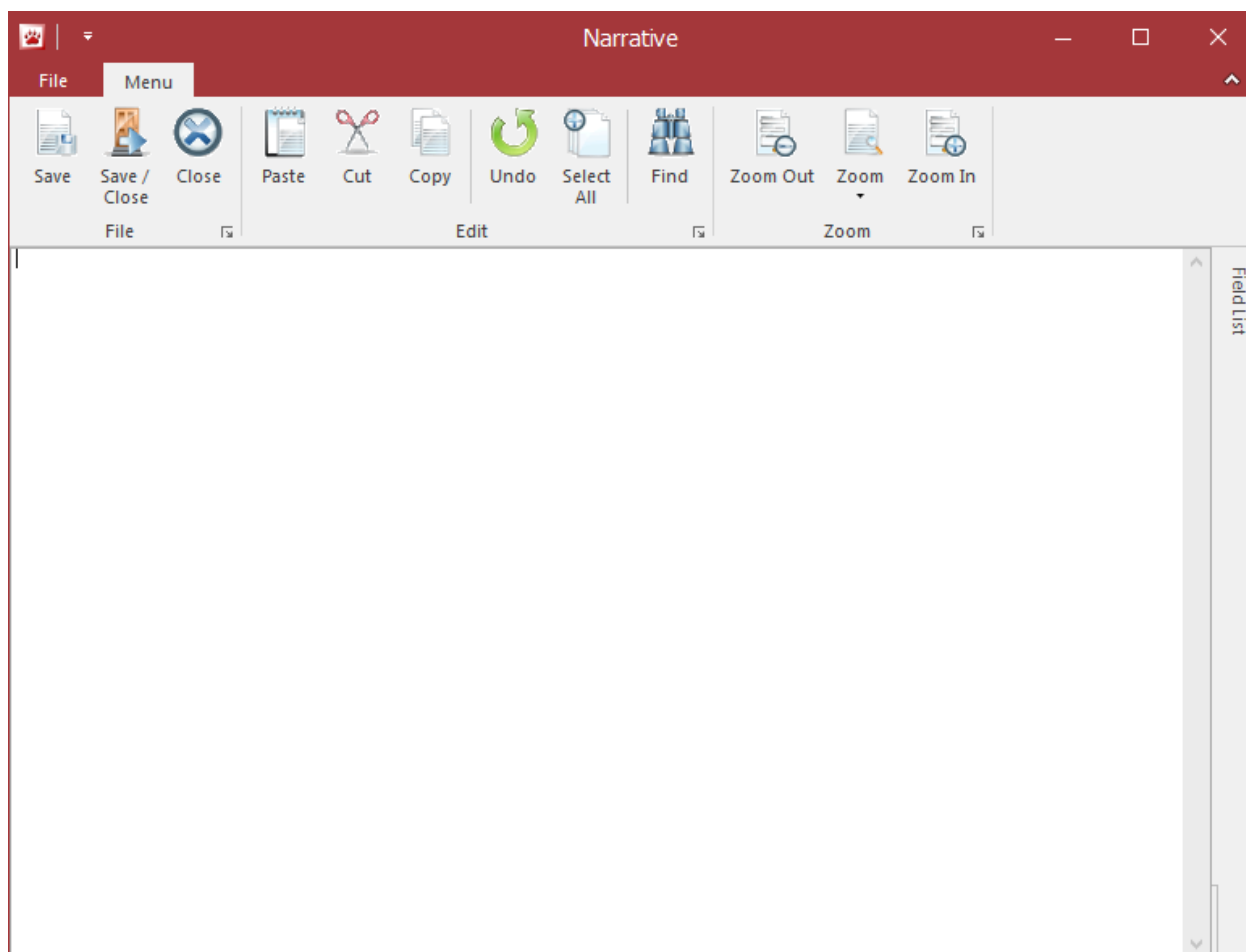 Narrative
File Menu
Save Save / Close Close Paste Cut Copy Undo Select All Find Zoom Out Zoom Zoom In
File Edit Zoom
Field List